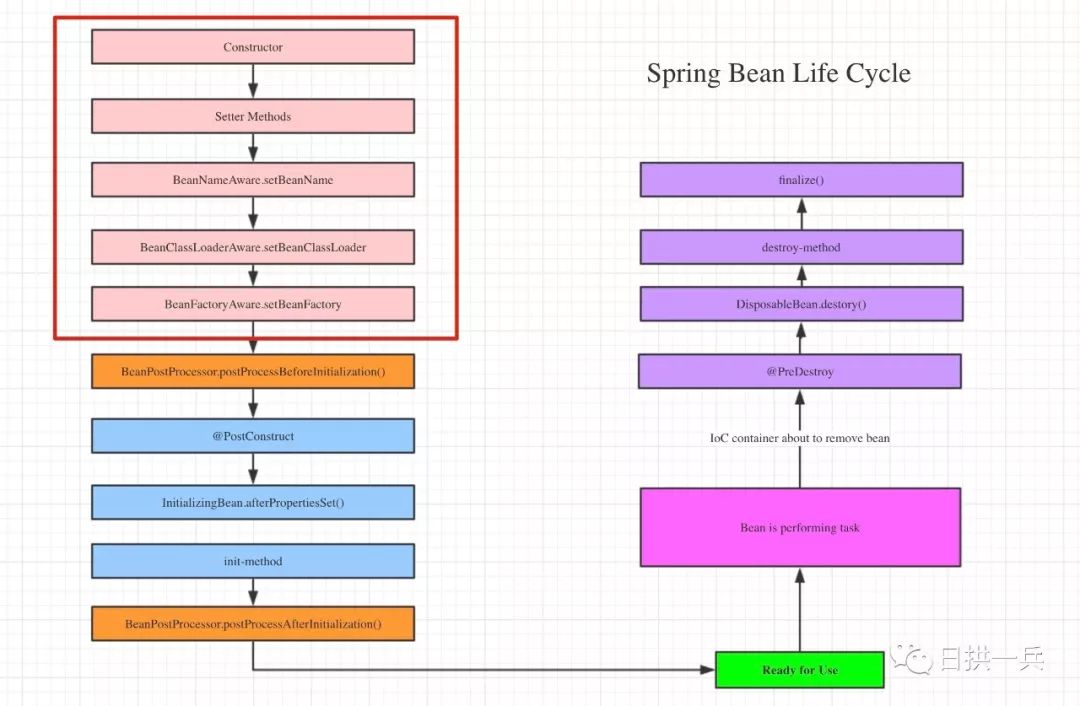 Spring Bean Life Cycle
Constructor
Setter Methods
BeanNameAware.setBeanName
BeanClassLoaderAware.setBeanClassLoader
BeanFactoryAware.setBeanFactory
BeanPostProcessor.postProcessBeforeInitialization()
@PostConstruct
InitializingBean.afterPropertiesSet()
init-method
BeanPostProcessor.postProcessAfterInitialization()
Ready for Use
Bean is performing task
IoC container about to remove bean
@PreDestroy
DisposableBean.destory()
destroy-method
finalize()
日拱一兵